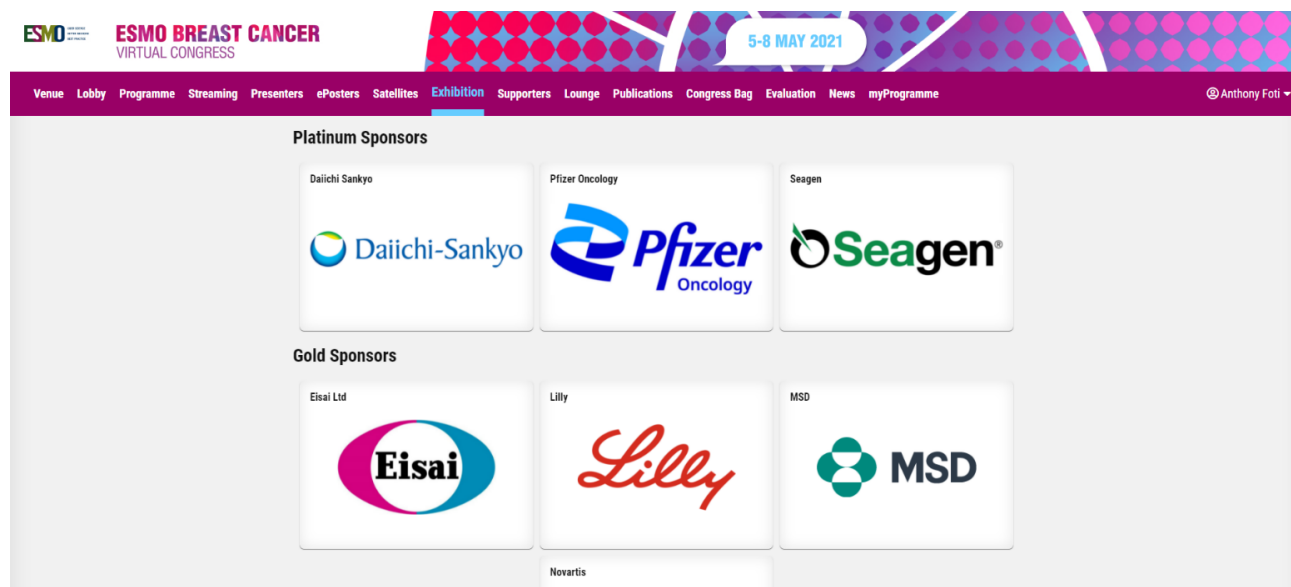 ESMO
ESMO BREAST CANCER
VIRTUAL CONGRESS
5-8 MAY 2021
Venue Lobby Programme Streaming Presenters ePosters Satellites Exhibition Supporters Lounge Publications Congress Bag Evaluation News myProgramme Anthony Foti
Platinum Sponsors
Daiichi Sankyo Pfizer Oncology Seagen
Daiichi-Sankyo Pfizer Oncology Seagen®
Gold Sponsors
Eisai Ltd Lilly MSD
Eisai Lilly MSD
Novartis